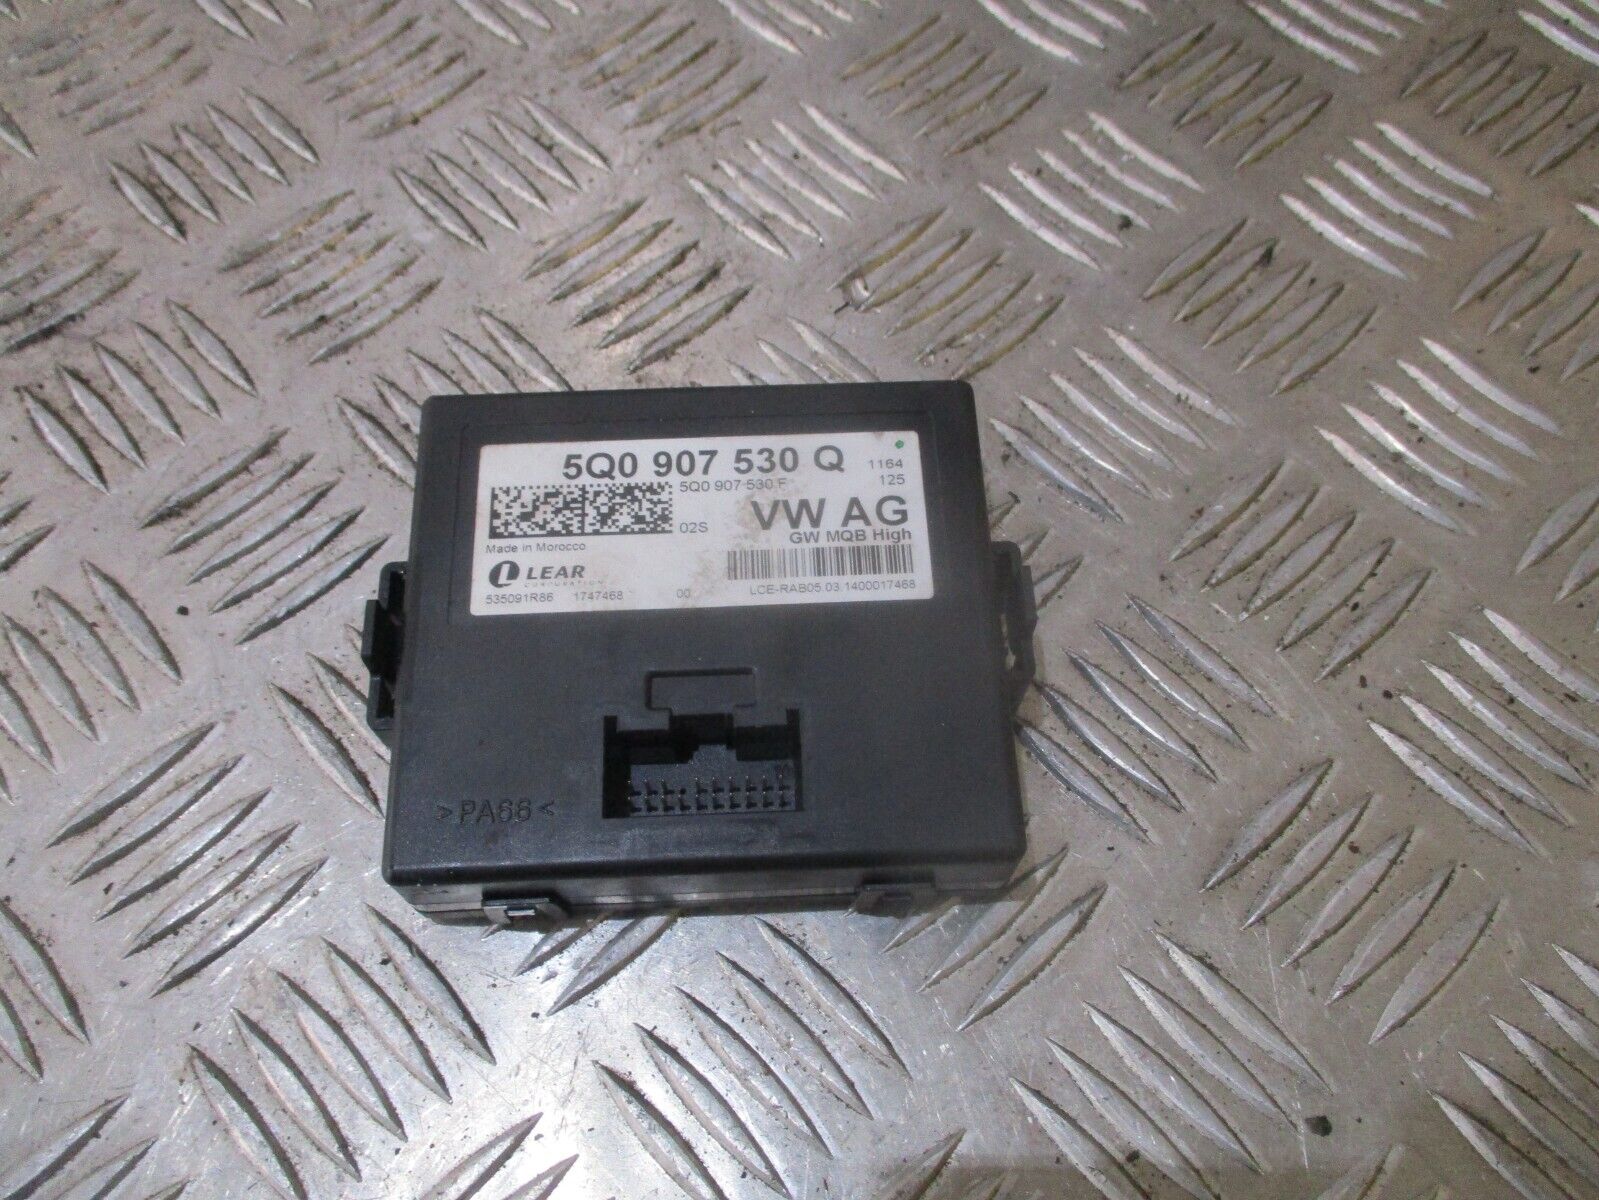 5Q0 907 530 Q 1164
5Q0 907 530 F 125
02S VW AG
GW MQB High
Made in Morocco
LEAR
CORPORATION
535091R86 1747468 00 LCE-RAB05.03.1400017468
>PA66<